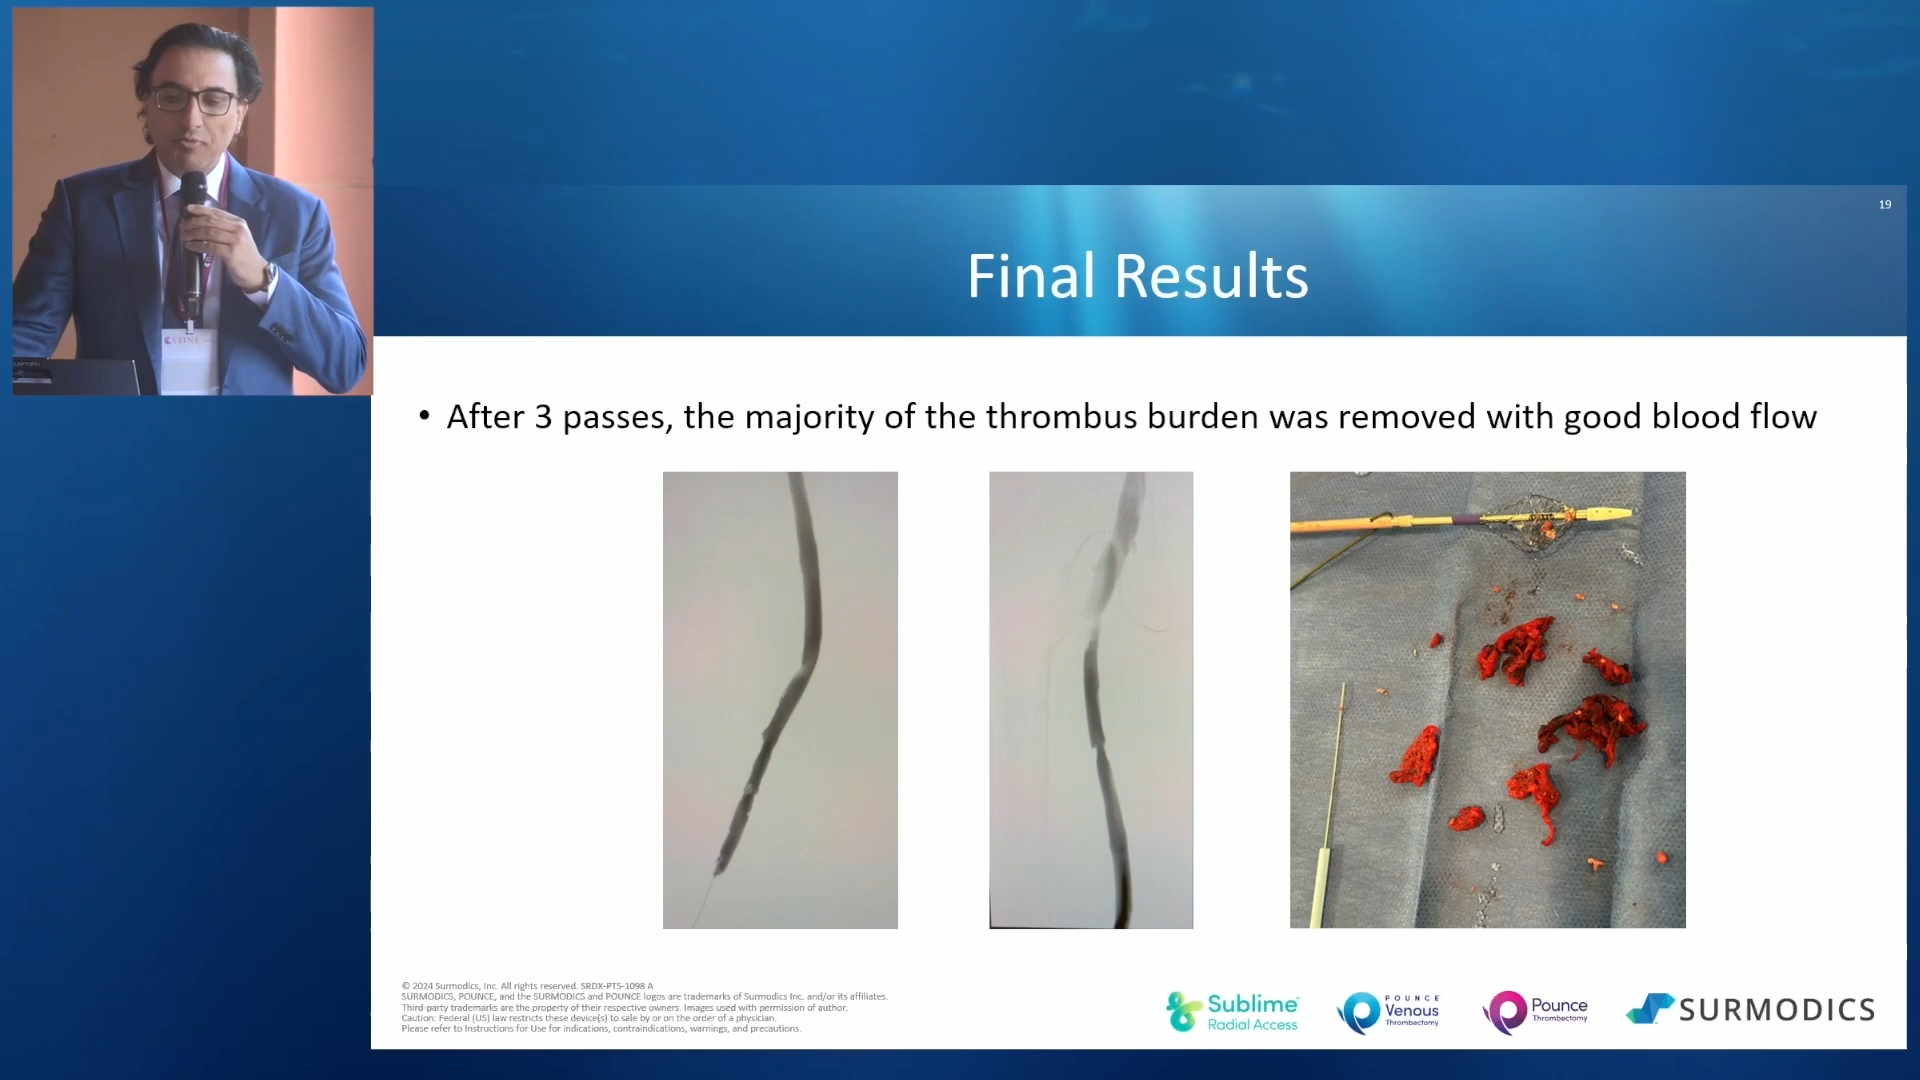 19
Final Results
• After 3 passes, the majority of the thrombus burden was removed with good blood flow
VEINS
© 2024 Surmodics, Inc. All rights reserved. SRDX-PTS-1098 A
SURMODICS, POUNCE, and the SURMODICS and POUNCE logos are trademarks of Surmodics Inc. and/or its affiliates.
Third-party trademarks are the property of their respective owners. Images used with permission of author.
Caution: Federal (US) law restricts these device(s) to sale by or on the order of a physician.
Please refer to Instructions for Use for indications, contraindications, warnings, and precautions.
Sublime™
Radial Access
POUNCE
Venous
Thrombectomy
Pounce
Thrombectomy
SURMODICS